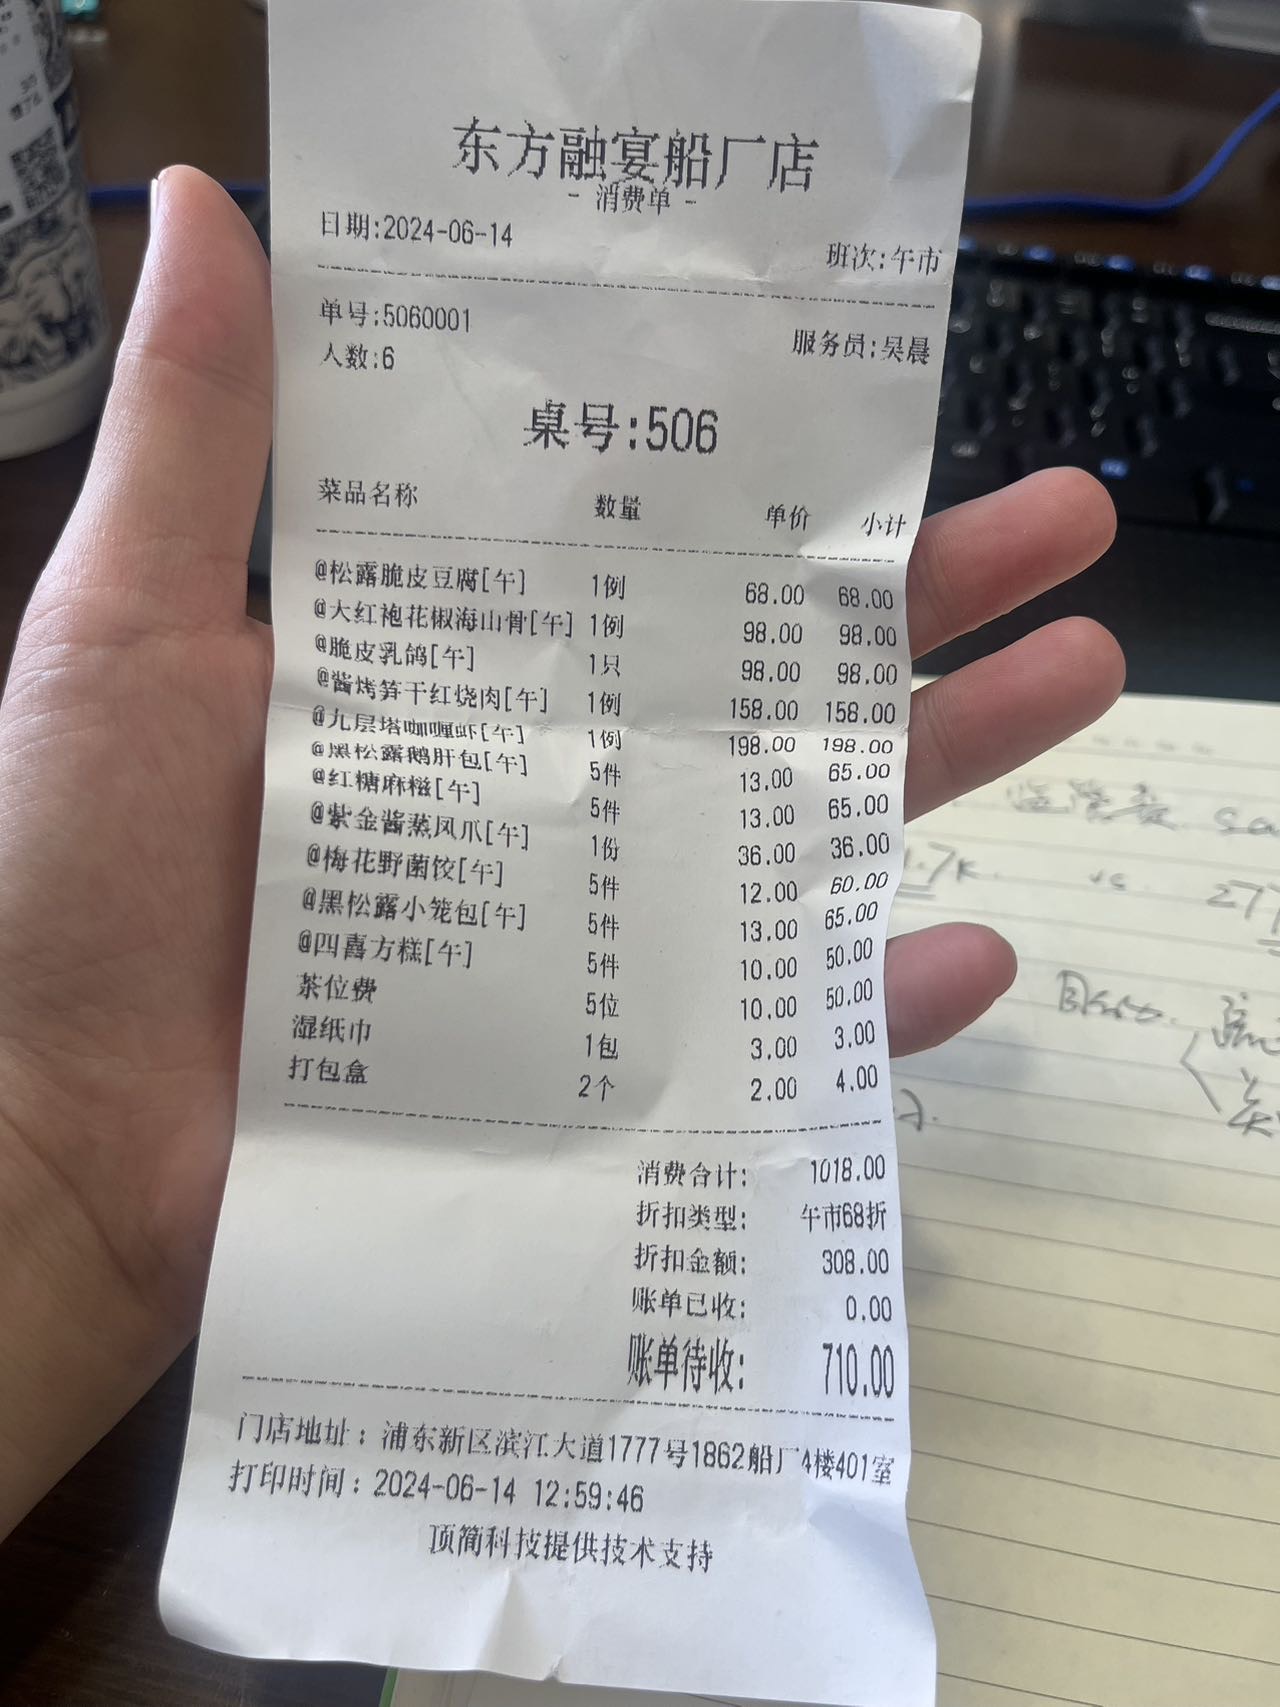 东方融宴船厂店
- 消费单 -
日期:2024-06-14 班次:午市
单号:5060001 服务员:吴晨
人数:6
桌号:506
菜品名称 数量 单价 小计
@松露脆皮豆腐[午] 1例 68.00 68.00
@大红袍花椒海山骨[午] 1例 98.00 98.00
@脆皮乳鸽[午] 1只 98.00 98.00
@酱烤笋干红烧肉[午] 1例 158.00 158.00
@九层塔咖喱虾[午] 1例 198.00 198.00
@黑松露鹅肝包[午] 5件 13.00 65.00
@红糖麻糍[午] 5件 13.00 65.00
@紫金酱蒸凤爪[午] 1份 36.00 36.00
@梅花野菌饺[午] 5件 12.00 60.00
@黑松露小笼包[午] 5件 13.00 65.00
@四喜方糕[午] 5件 10.00 50.00
茶位费 5位 10.00 50.00
湿纸巾 1包 3.00 3.00
打包盒 2个 2.00 4.00
消费合计: 1018.00
折扣类型: 午市68折
折扣金额: 308.00
账单已收: 0.00
账单待收: 710.00
门店地址：浦东新区滨江大道1777号1862船厂4楼401室
打印时间：2024-06-14 12:59:46
顶简科技提供技术支持
vs. 277